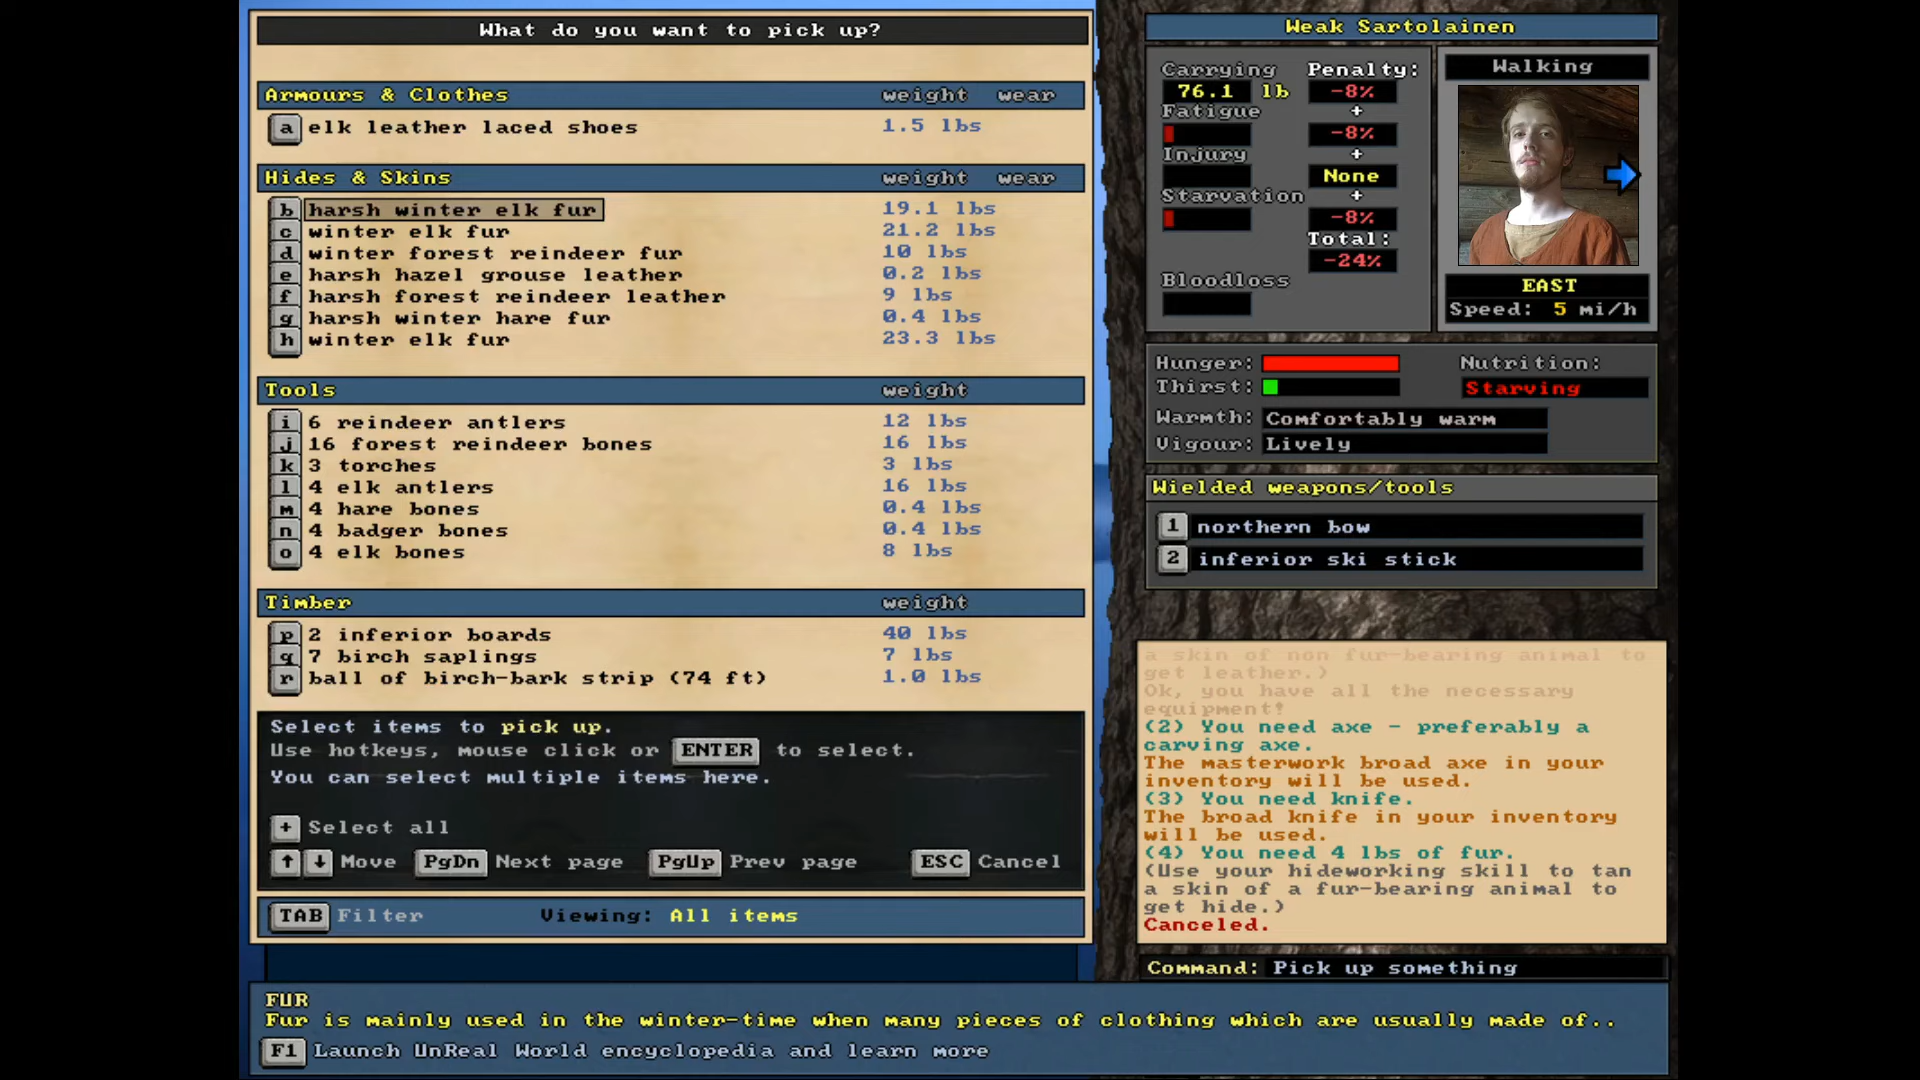 What do you want to pick up?
Armours & Clothes weight wear
a elk leather laced shoes 1.5 lbs
Hides & Skins weight wear
b harsh winter elk fur 19.1 lbs
c winter elk fur 21.2 lbs
d winter forest reindeer fur 10 lbs
e harsh hazel grouse leather 0.2 lbs
f harsh forest reindeer leather 9 lbs
g harsh winter hare fur 0.4 lbs
h winter elk fur 23.3 lbs
Tools weight
i 6 reindeer antlers 12 lbs
j 16 forest reindeer bones 16 lbs
k 3 torches 3 lbs
l 4 elk antlers 16 lbs
m 4 hare bones 0.4 lbs
n 4 badger bones 0.4 lbs
o 4 elk bones 8 lbs
Timber weight
p 2 inferior boards 40 lbs
q 7 birch saplings 7 lbs
r ball of birch-bark strip (74 ft) 1.0 lbs
Select items to pick up.
Use hotkeys, mouse click or ENTER to select.
You can select multiple items here.
+ Select all
↑ ↓ Move PgDn Next page PgUp Prev page ESC Cancel
TAB Filter Viewing: All items
Weak Sartolainen
Carrying Penalty:
76.1 lb -8%
Fatigue +
-8%
Injury +
None
Starvation +
-8%
Total:
-24%
Bloodloss
Walking
EAST
Speed: 5 mi/h
Hunger: Nutrition:
Thirst: Starving
Warmth: Comfortably warm
Vigour: Lively
Wielded weapons/tools
1 northern bow
2 inferior ski stick
a skin of non fur-bearing animal to
get leather.)
Ok, you have all the necessary
equipment!
(2) You need axe - preferably a
carving axe.
The masterwork broad axe in your
inventory will be used.
(3) You need knife.
The broad knife in your inventory
will be used.
(4) You need 4 lbs of fur.
(Use your hideworking skill to tan
a skin of a fur-bearing animal to
get hide.)
Canceled.
Command: Pick up something
FUR
Fur is mainly used in the winter-time when many pieces of clothing which are usually made of..
F1 Launch UnReal World encyclopedia and learn more